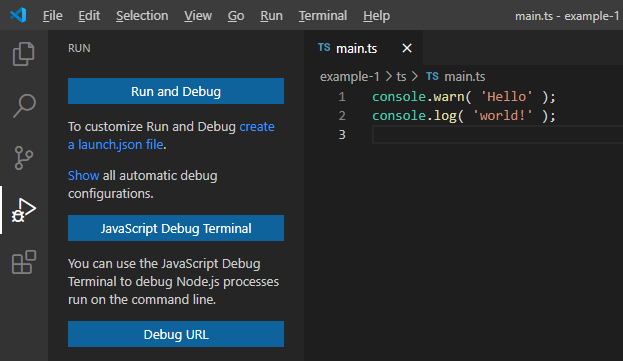 File Edit Selection View Go Run Terminal Help main.ts - example-1
RUN
Run and Debug
To customize Run and Debug create
a launch.json file.
Show all automatic debug
configurations.
JavaScript Debug Terminal
You can use the JavaScript Debug
Terminal to debug Node.js processes
run on the command line.
Debug URL
TS main.ts ×
example-1 > ts > TS main.ts
1 console.warn( 'Hello' );
2 console.log( 'world!' );
3